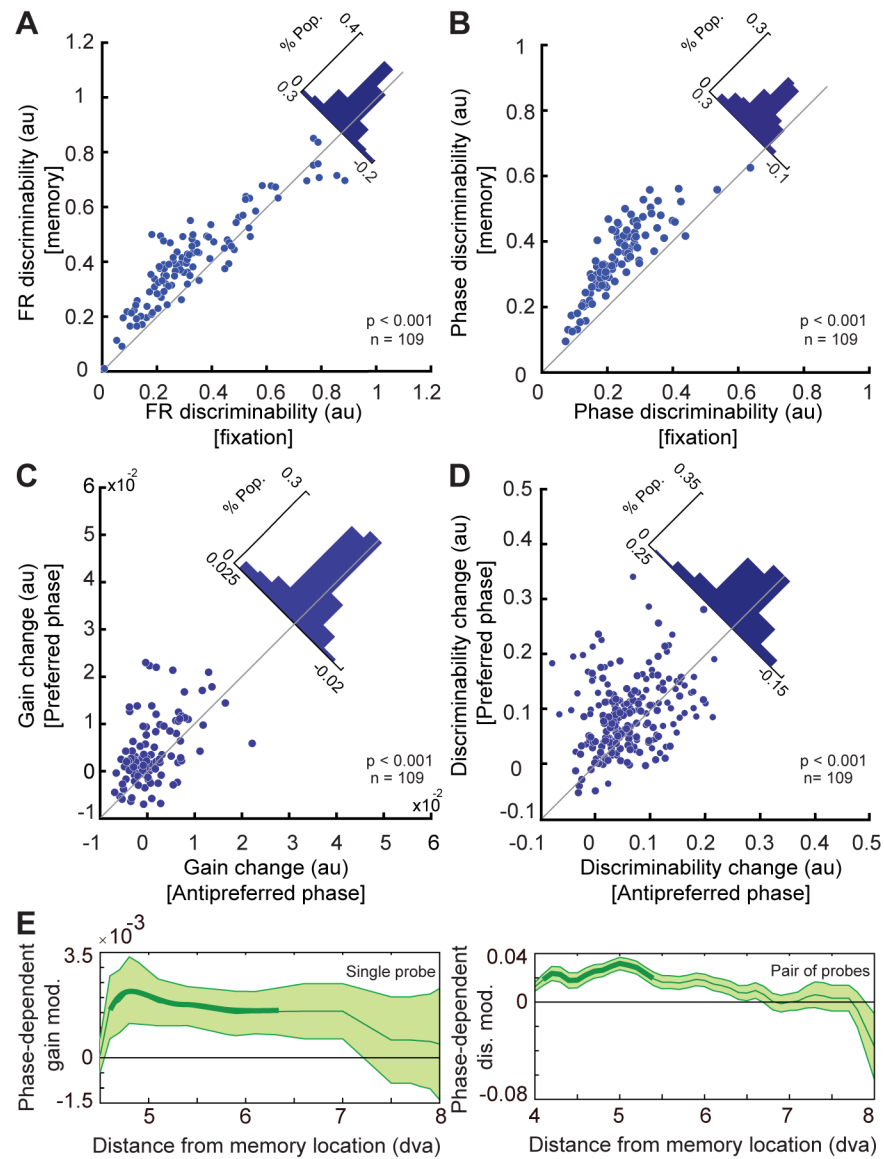 A
1.2
1
0.8
0.6
0.4
0.2
0
FR discriminability (au)
[memory]
% Pop.
0.4
0
0.3
-0.2
p < 0.001
n = 109
0 0.2 0.4 0.6 0.8 1 1.2
FR discriminability (au)
[fixation]
B
1
0.8
0.6
0.4
0.2
0
Phase discriminability (au)
[memory]
% Pop.
0.3
0
0.3
-0.1
p < 0.001
n = 109
0 0.2 0.4 0.6 0.8 1
Phase discriminability (au)
[fixation]
C
x10⁻²
6
5
4
3
2
1
0
-1
Gain change (au)
[Preferred phase]
% Pop.
0.3
0
0.025
-0.02
p < 0.001
n = 109
x10⁻²
-1 0 1 2 3 4 5 6
Gain change (au)
[Antipreferred phase]
D
0.5
0.4
0.3
0.2
0.1
0
-0.1
Discriminability change (au)
[Preferred phase]
% Pop.
0.35
0
0.25
-0.15
p < 0.001
n= 109
-0.1 0 0.1 0.2 0.3 0.4 0.5
Discriminability change (au)
[Antipreferred phase]
E
× 10⁻³
3.5
0
-1.5
Phase-dependent
gain mod.
Single probe
5 6 7 8
Distance from memory location (dva)
0.04
0
-0.08
Phase-dependent
dis. mod.
Pair of probes
4 5 6 7 8
Distance from memory location (dva)